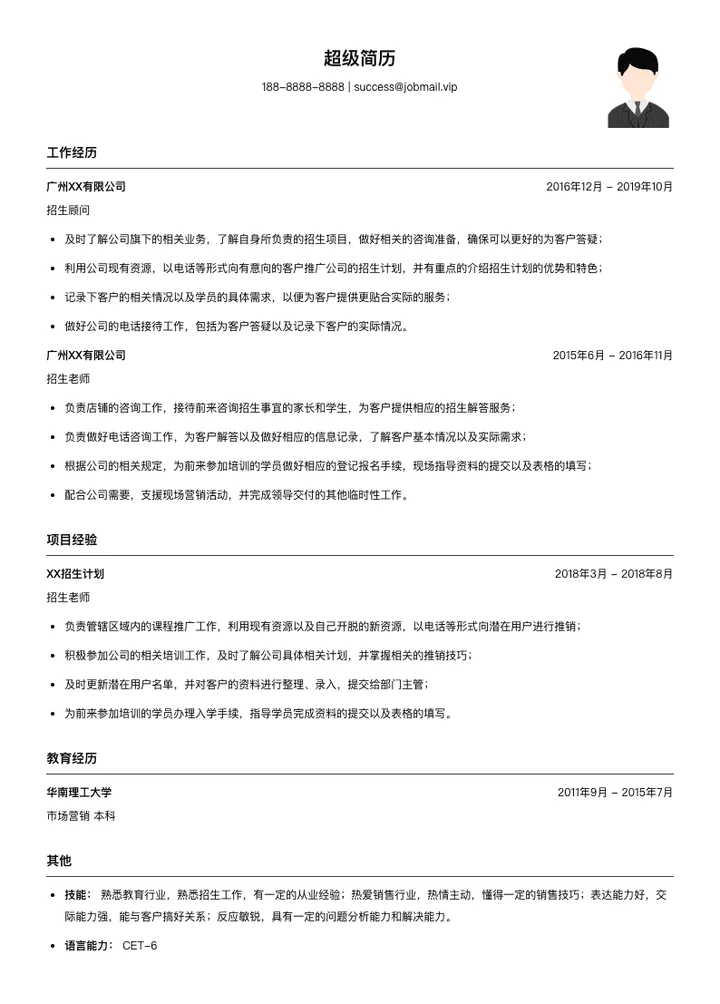 超级简历
188-8888-8888 | success@jobmail.vip
工作经历
广州XX有限公司 2016年12月 – 2019年10月
招生顾问
• 及时了解公司旗下的相关业务，了解自身所负责的招生项目，做好相关的咨询准备，确保可以更好的为客户答疑；
• 利用公司现有资源，以电话等形式向有意向的客户推广公司的招生计划，并有重点的介绍招生计划的优势和特色；
• 记录下客户的相关情况以及学员的具体需求，以便为客户提供更贴合实际的服务；
• 做好公司的电话接待工作，包括为客户答疑以及记录下客户的实际情况。
广州XX有限公司 2015年6月 – 2016年11月
招生老师
• 负责店铺的咨询工作，接待前来咨询招生事宜的家长和学生，为客户提供相应的招生解答服务；
• 负责做好电话咨询工作，为客户解答以及做好相应的信息记录，了解客户基本情况以及实际需求；
• 根据公司的相关规定，为前来参加培训的学员做好相应的登记报名手续，现场指导资料的提交以及表格的填写；
• 配合公司需要，支援现场营销活动，并完成领导交付的其他临时性工作。
项目经验
XX招生计划 2018年3月 – 2018年8月
招生老师
• 负责管辖区域内的课程推广工作，利用现有资源以及自己开脱的新资源，以电话等形式向潜在用户进行推销；
• 积极参加公司的相关培训工作，及时了解公司具体相关计划，并掌握相关的推销技巧；
• 及时更新潜在用户名单，并对客户的资料进行整理、录入，提交给部门主管；
• 为前来参加培训的学员办理入学手续，指导学员完成资料的提交以及表格的填写。
教育经历
华南理工大学 2011年9月 – 2015年7月
市场营销 本科
其他
• 技能： 熟悉教育行业，熟悉招生工作，有一定的从业经验；热爱销售行业，热情主动，懂得一定的销售技巧；表达能力好，交
际能力强，能与客户搞好关系；反应敏锐，具有一定的问题分析能力和解决能力。
• 语言能力： CET-6